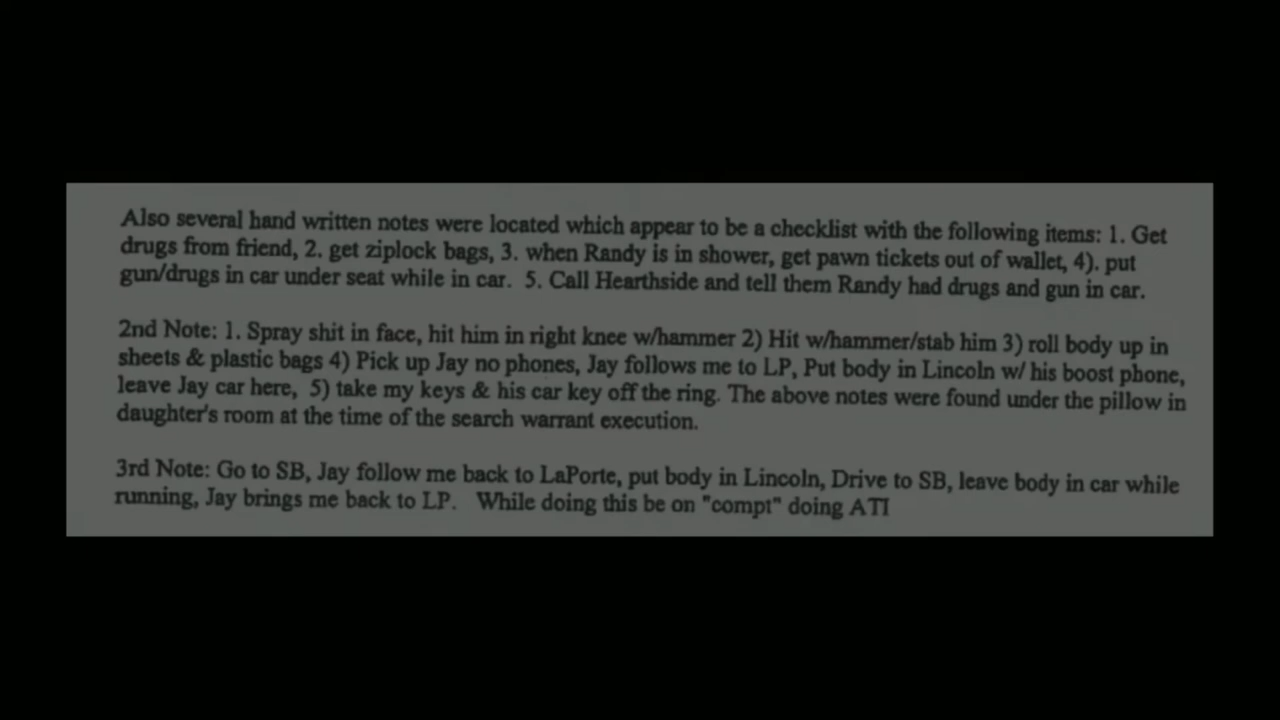 Also several hand written notes were located which appear to be a checklist with the following items: 1. Get
drugs from friend, 2. get ziplock bags, 3. when Randy is in shower, get pawn tickets out of wallet, 4). put
gun/drugs in car under seat while in car.  5. Call Hearthside and tell them Randy had drugs and gun in car.
2nd Note: 1. Spray shit in face, hit him in right knee w/hammer 2) Hit w/hammer/stab him 3) roll body up in
sheets & plastic bags 4) Pick up Jay no phones, Jay follows me to LP, Put body in Lincoln w/ his boost phone,
leave Jay car here,  5) take my keys & his car key off the ring. The above notes were found under the pillow in
daughter's room at the time of the search warrant execution.
3rd Note: Go to SB, Jay follow me back to LaPorte, put body in Lincoln, Drive to SB, leave body in car while
running, Jay brings me back to LP.   While doing this be on "compt" doing ATI